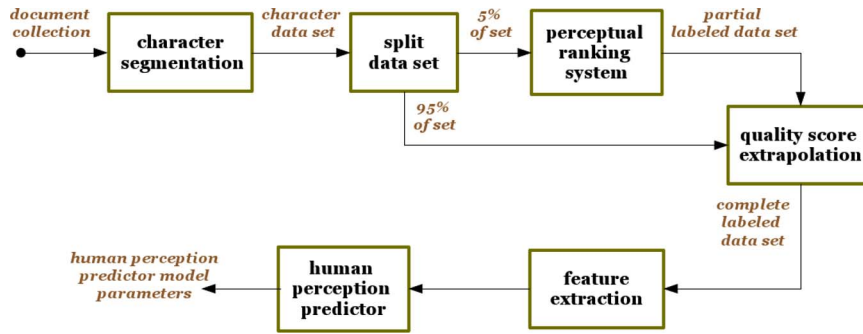 document
collection
character
segmentation
character
data set
split
data set
5%
of set
95%
of set
perceptual
ranking
system
partial
labeled data set
quality score
extrapolation
complete
labeled
data set
feature
extraction
human
perception
predictor
human perception
predictor model
parameters